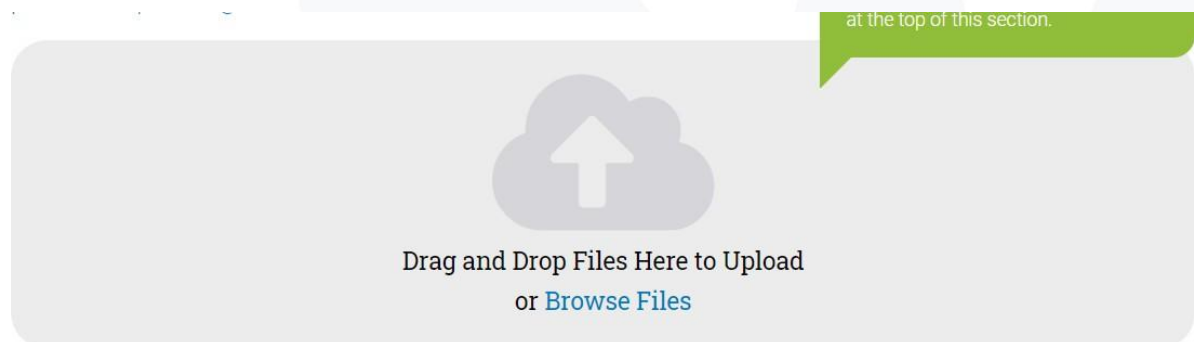 at the top of this section.
Drag and Drop Files Here to Upload
or Browse Files